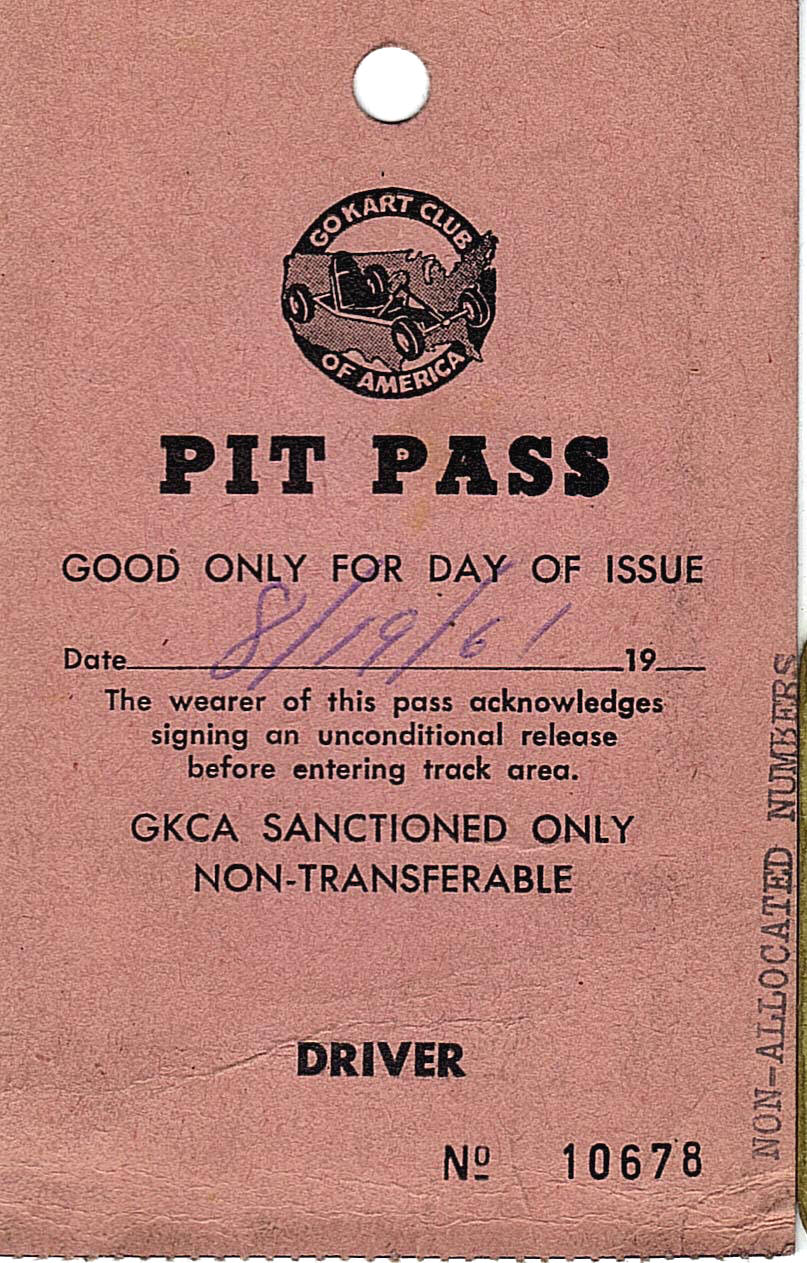 GO KART CLUB
OF AMERICA
PIT PASS
GOOD ONLY FOR DAY OF ISSUE
Date 8/19/61 19
The wearer of this pass acknowledges
signing an unconditional release
before entering track area.
GKCA SANCTIONED ONLY
NON-TRANSFERABLE
DRIVER
Nº 10678
NON-ALLOCATED NUMBERS